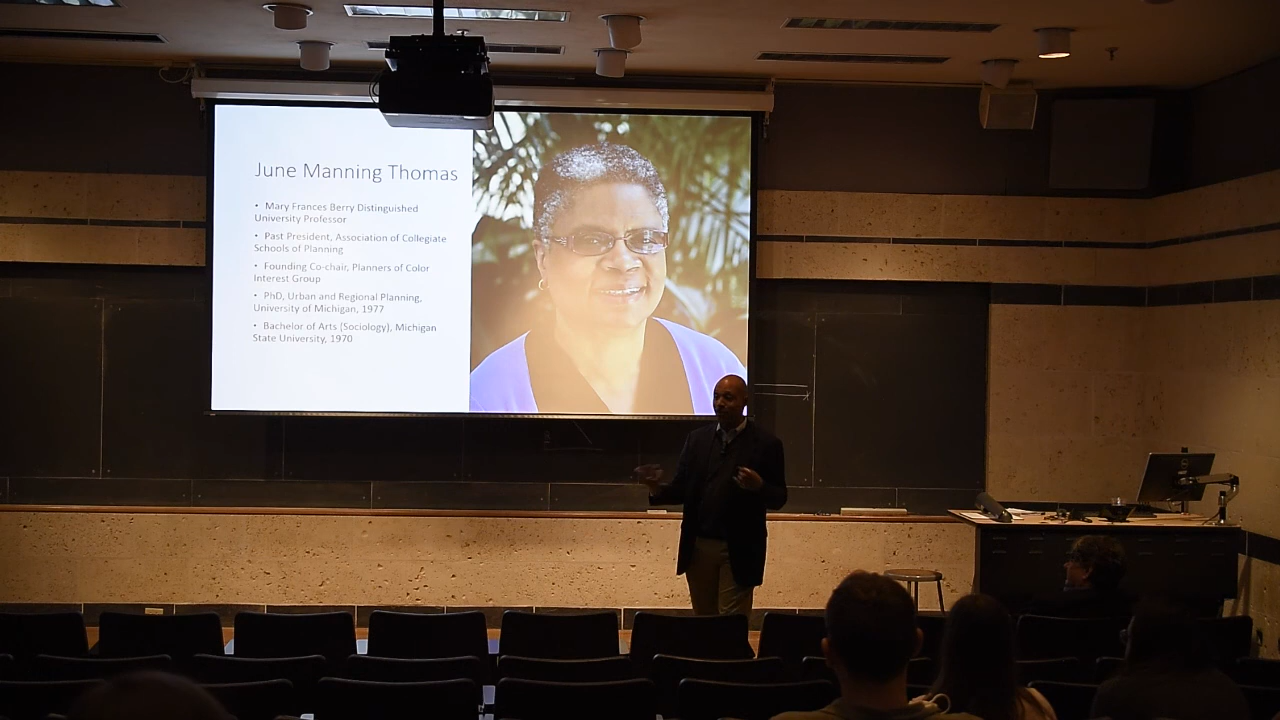 June Manning Thomas
• Mary Frances Berry Distinguished
University Professor
• Past President, Association of Collegiate
Schools of Planning
• Founding Co-chair, Planners of Color
Interest Group
• PhD, Urban and Regional Planning,
University of Michigan, 1977
• Bachelor of Arts (Sociology), Michigan
State University, 1970